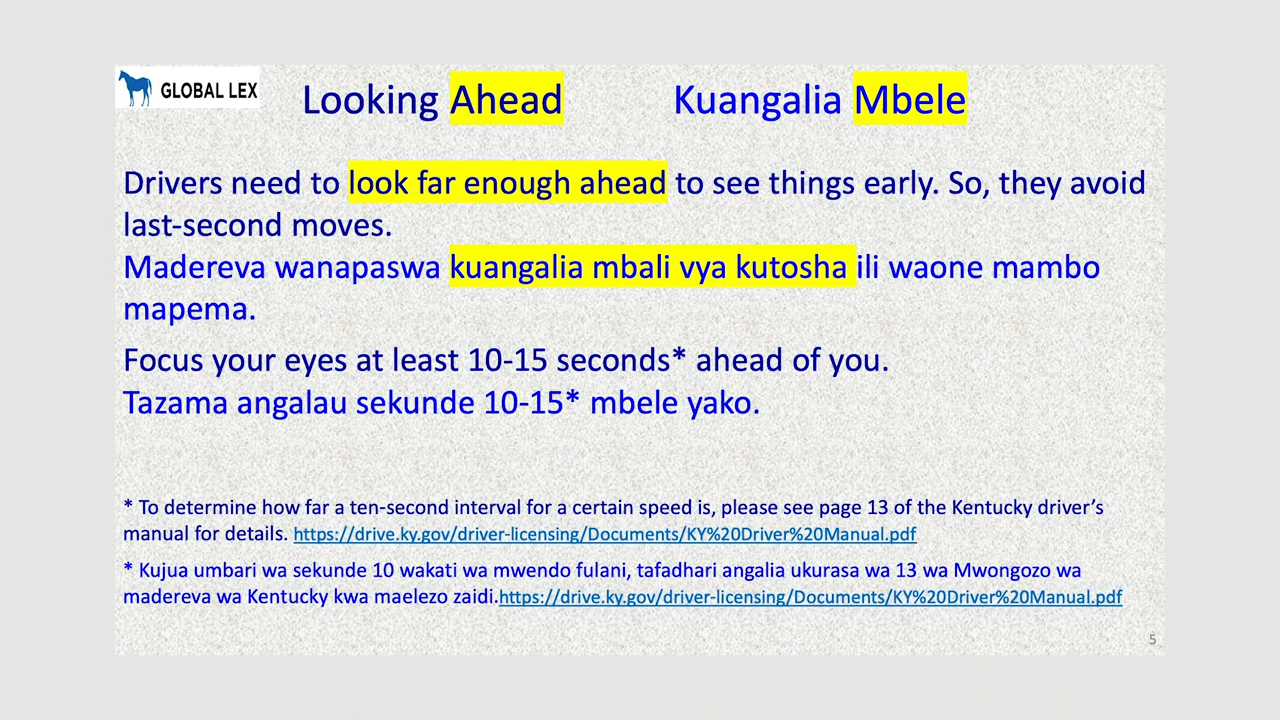 GLOBAL LEX
Looking Ahead Kuangalia Mbele
Drivers need to look far enough ahead to see things early. So, they avoid
last-second moves.
Madereva wanapaswa kuangalia mbali vya kutosha ili waone mambo
mapema.
Focus your eyes at least 10-15 seconds* ahead of you.
Tazama angalau sekunde 10-15* mbele yako.
* To determine how far a ten-second interval for a certain speed is, please see page 13 of the Kentucky driver's
manual for details. https://drive.ky.gov/driver-licensing/Documents/KY%20Driver%20Manual.pdf
* Kujua umbari wa sekunde 10 wakati wa mwendo fulani, tafadhari angalia ukurasa wa 13 wa Mwongozo wa
madereva wa Kentucky kwa maelezo zaidi.https://drive.ky.gov/driver-licensing/Documents/KY%20Driver%20Manual.pdf
5